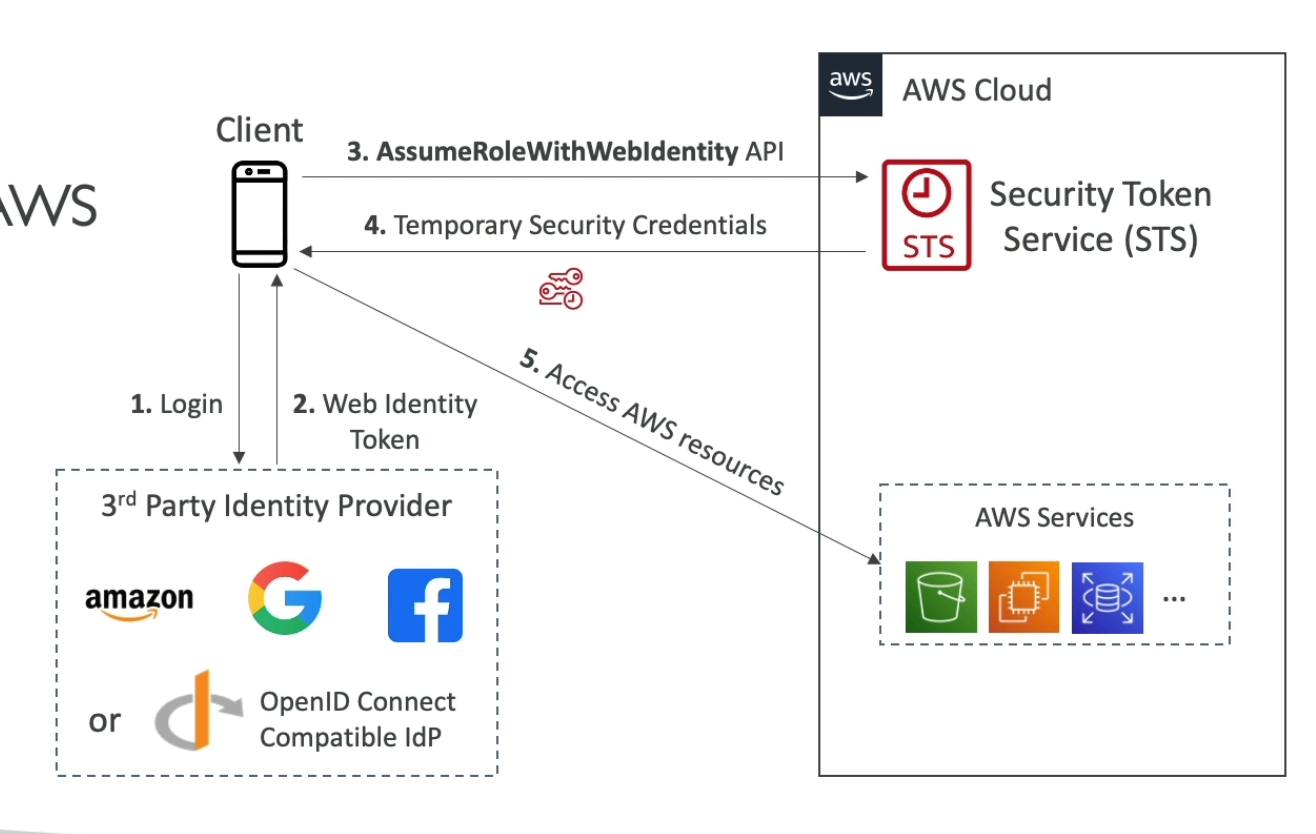 AWS
Client
3. AssumeRoleWithWebIdentity API
4. Temporary Security Credentials
aws
AWS Cloud
STS
Security Token
Service (STS)
5. Access AWS resources
1. Login
2. Web Identity
Token
3rd Party Identity Provider
amazon
or
OpenID Connect
Compatible IdP
AWS Services
...